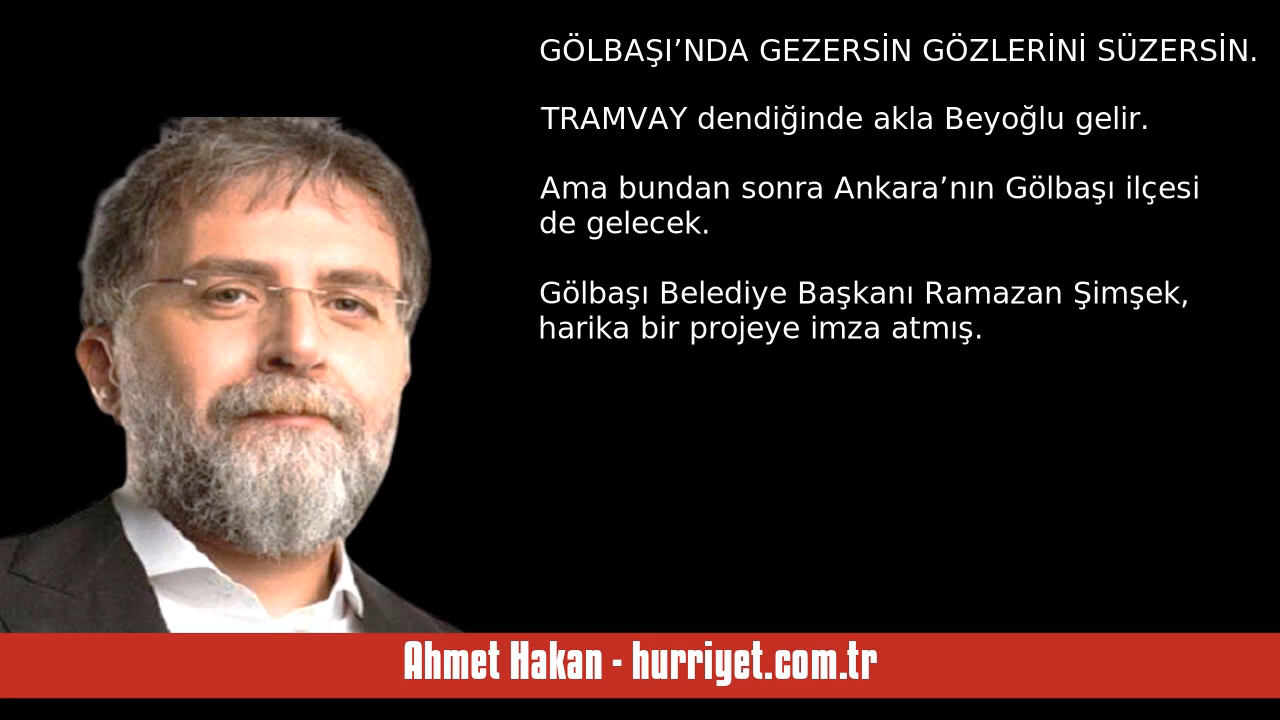 GÖLBAŞI’NDA GEZERSİN GÖZLERİNİ SÜZERSİN.
TRAMVAY dendiğinde akla Beyoğlu gelir.
Ama bundan sonra Ankara’nın Gölbaşı ilçesi
de gelecek.
Gölbaşı Belediye Başkanı Ramazan Şimşek,
harika bir projeye imza atmış.
Ahmet Hakan - hurriyet.com.tr